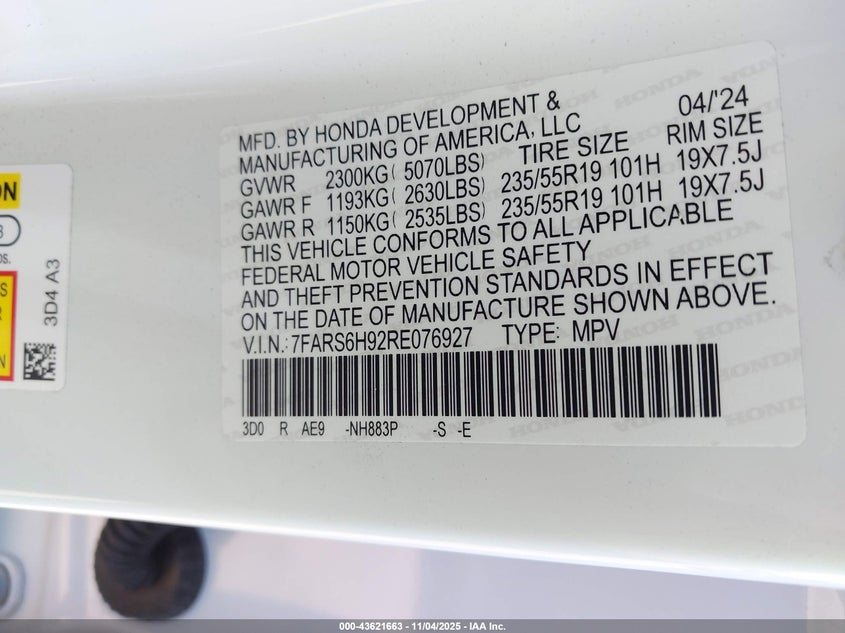 MFD. BY HONDA DEVELOPMENT & 04/'24
MANUFACTURING OF AMERICA, LLC
TIRE SIZE RIM SIZE
GVWR 2300KG( 5070LBS)
GAWR F 1193KG( 2630LBS) 235/55R19 101H 19X7.5J
GAWR R 1150KG( 2535LBS) 235/55R19 101H 19X7.5J
THIS VEHICLE CONFORMS TO ALL APPLICABLE
FEDERAL MOTOR VEHICLE SAFETY
AND THEFT PREVENTION STANDARDS IN EFFECT
ON THE DATE OF MANUFACTURE SHOWN ABOVE.
V.I.N.:7FARS6H92RE076927 TYPE: MPV
3D0 R AE9 -NH883P -S -E
3D4 A3
000-43621663 - 11/04/2025 - IAA Inc.